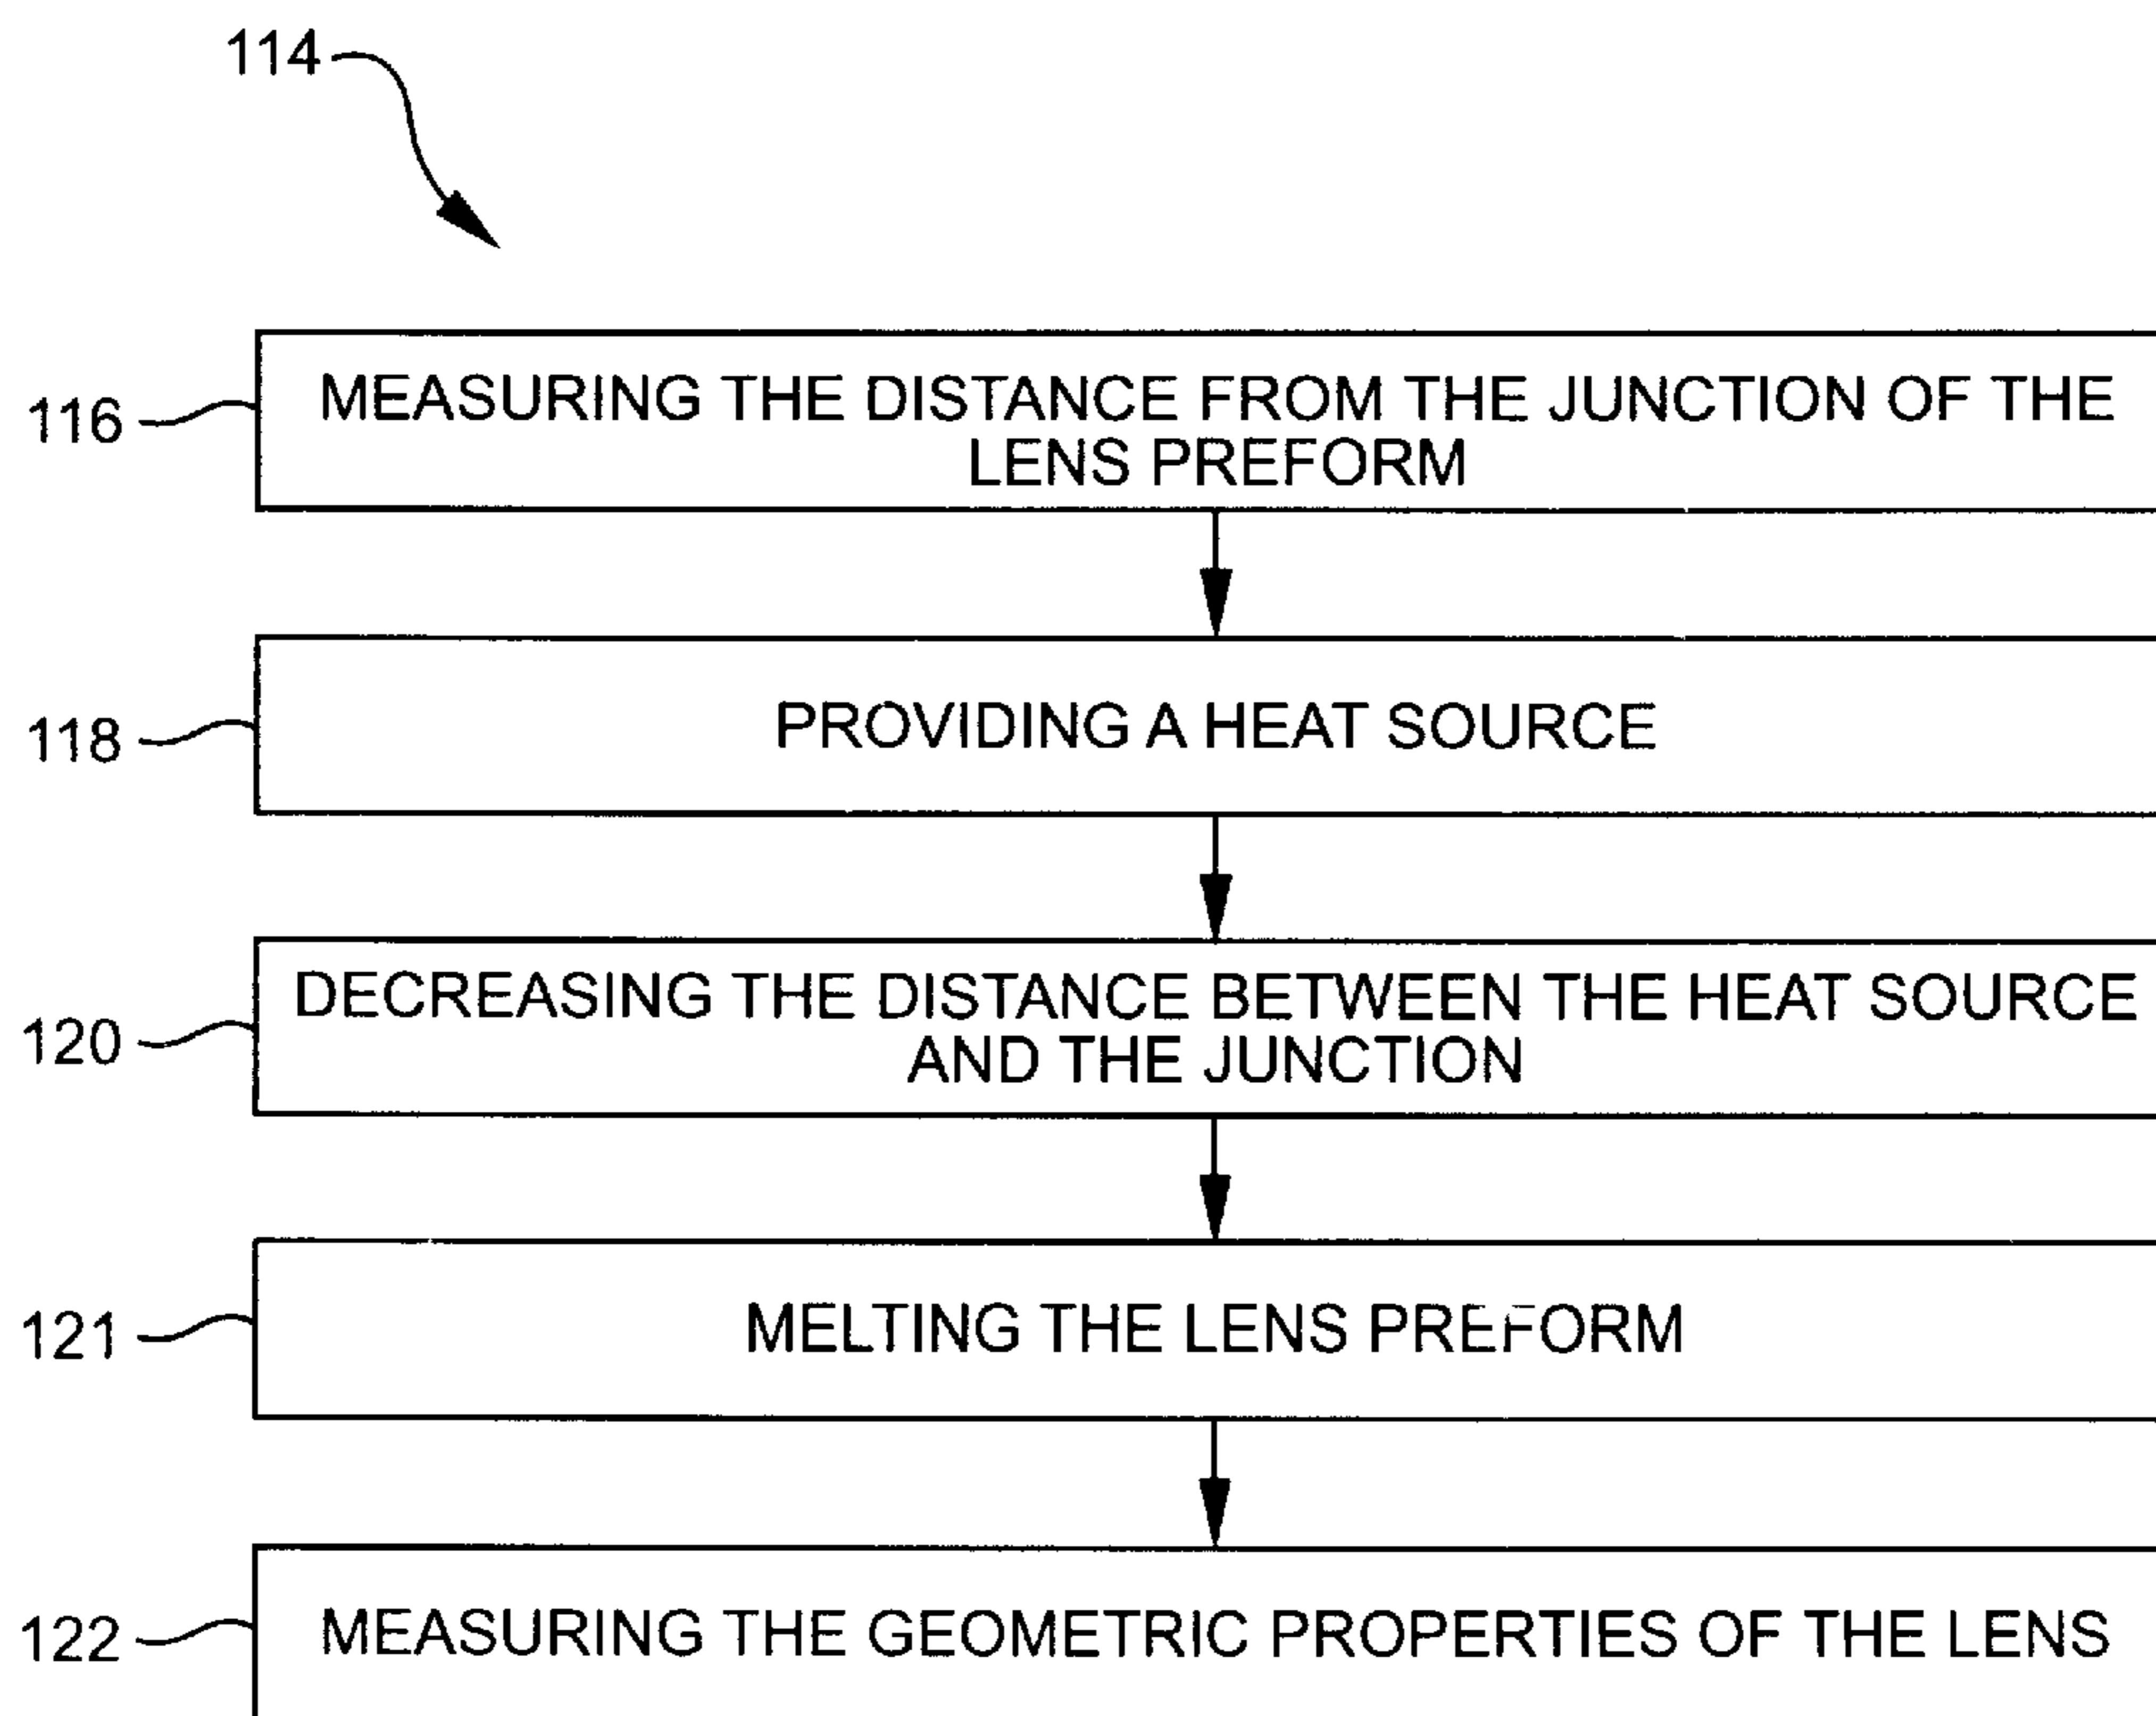 114
116
MEASURING THE DISTANCE FROM THE JUNCTION OF THE
LENS PREFORM
118
PROVIDING A HEAT SOURCE
120
DECREASING THE DISTANCE BETWEEN THE HEAT SOURCE
AND THE JUNCTION
121
MELTING THE LENS PREFORM
122
MEASURING THE GEOMETRIC PROPERTIES OF THE LENS